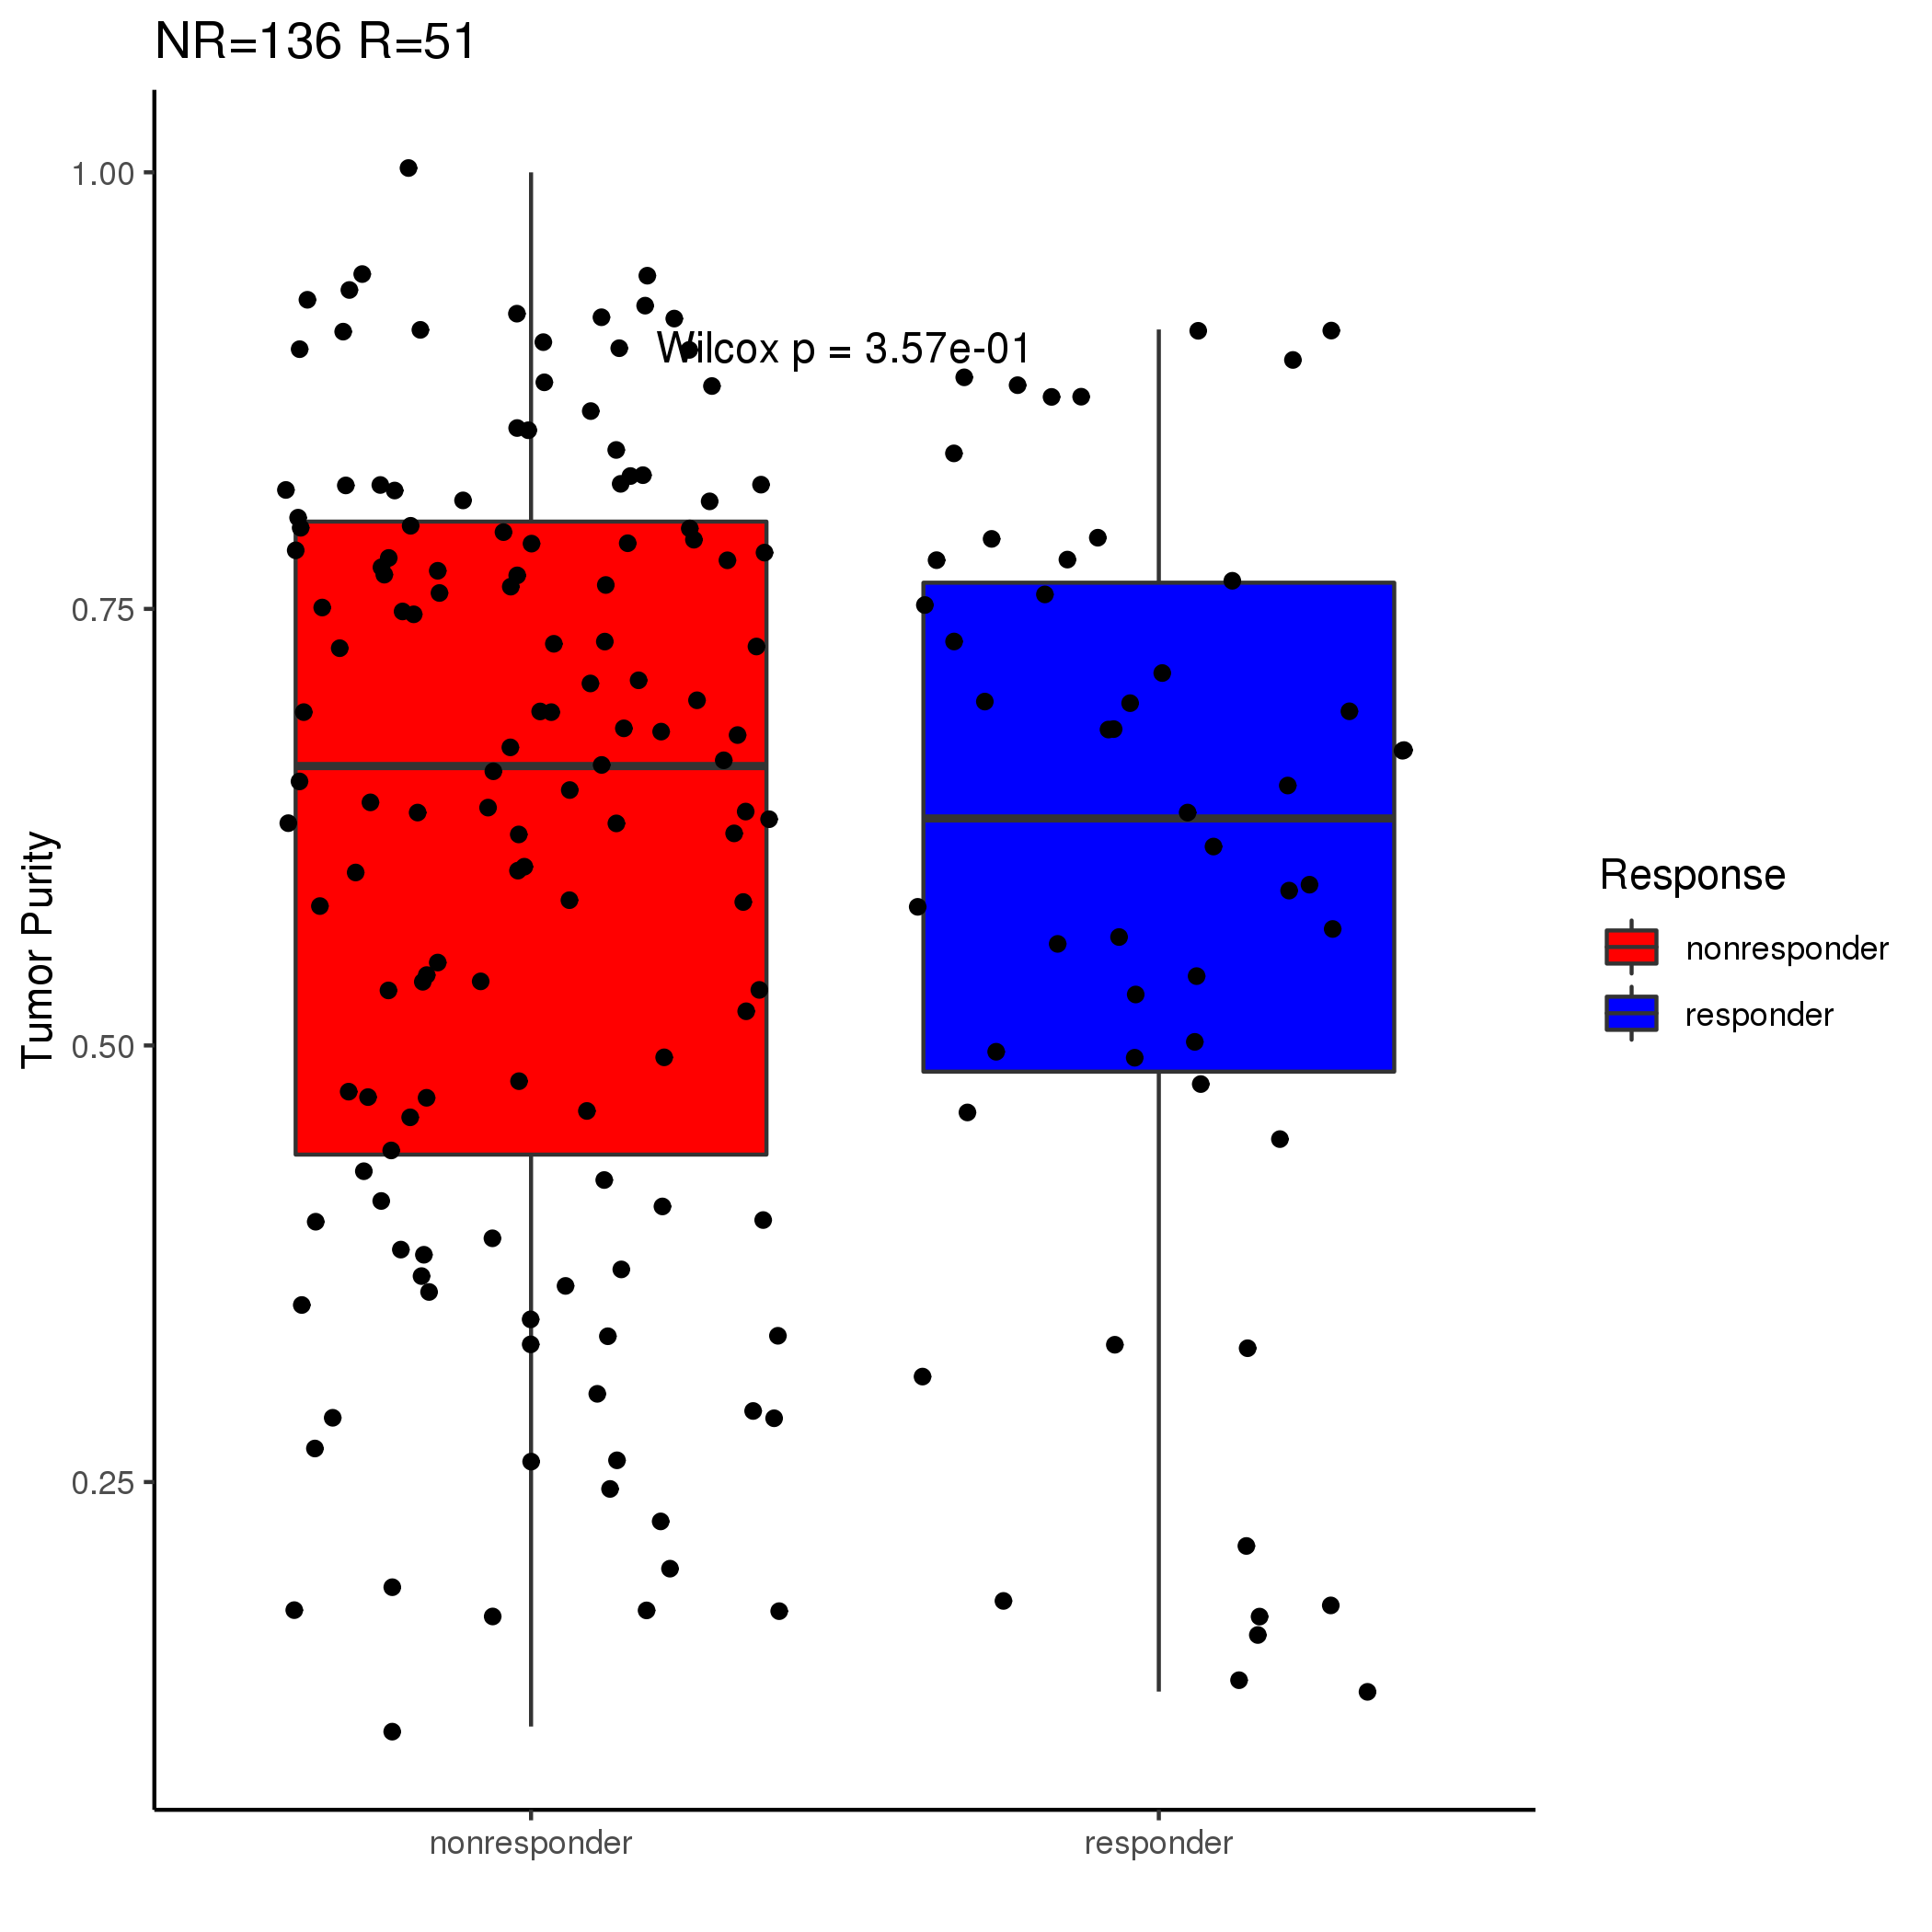 NR=136 R=51
1.00
0.75
0.50
0.25
Tumor Purity
Wilcox p = 3.57e-01
nonresponder
responder
Response
nonresponder
responder